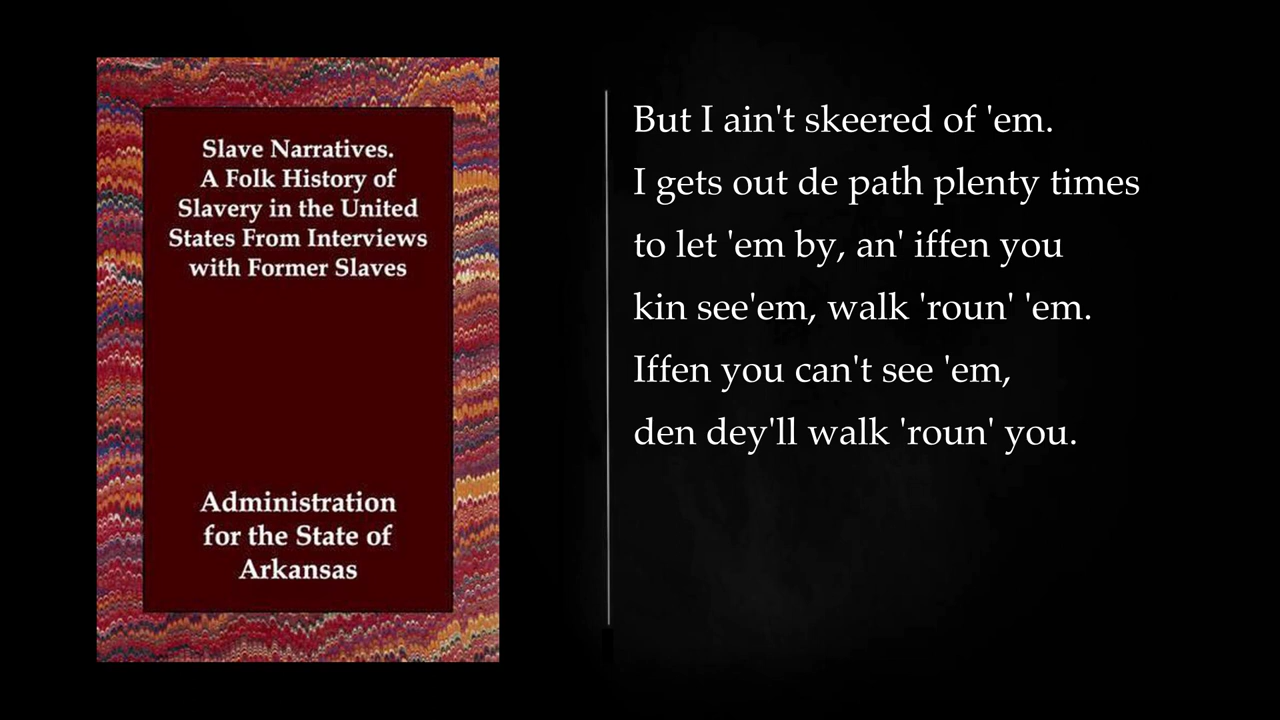 Slave Narratives.
A Folk History of
Slavery in the United
States From Interviews
with Former Slaves
Administration
for the State of
Arkansas
But I ain't skeered of 'em.
I gets out de path plenty times
to let 'em by, an' iffen you
kin see'em, walk 'roun' 'em.
Iffen you can't see 'em,
den dey'll walk 'roun' you.